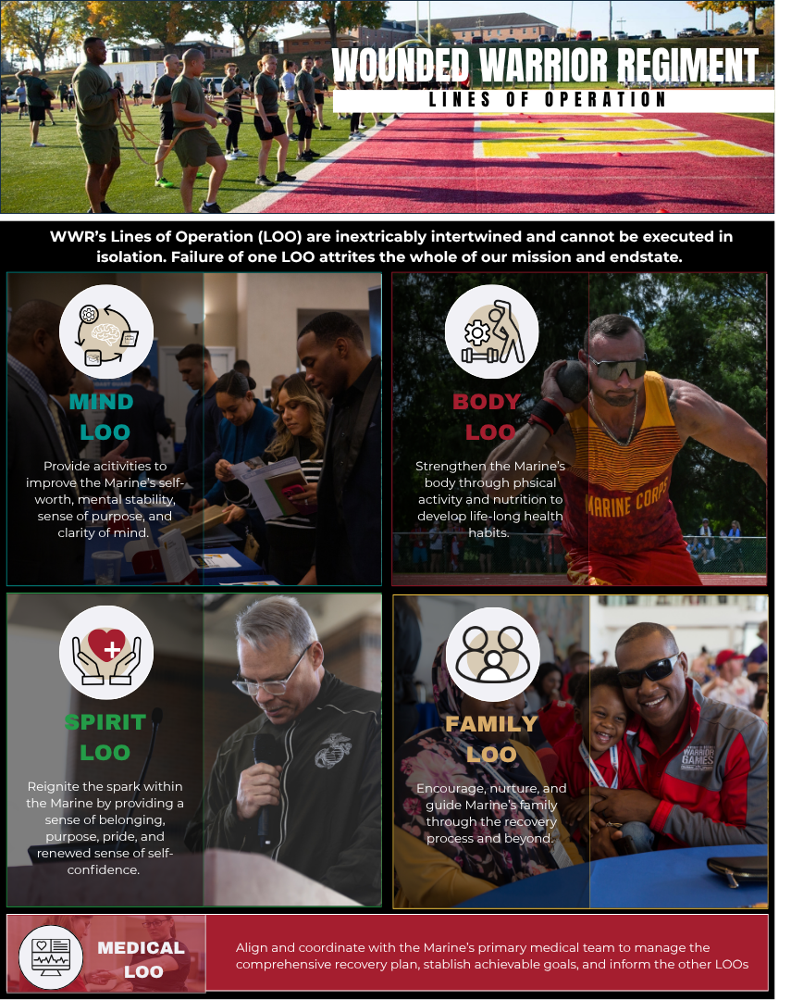 WOUNDED WARRIOR REGIMENT
LINES OF OPERATION
WWR's Lines of Operation (LOO) are inextricably intertwined and cannot be executed in
isolation. Failure of one LOO attrites the whole of our mission and endstate.
MIND
LOO
Provide acitivities to
improve the Marine's self-
worth, mental stability,
sense of purpose, and
clarity of mind.
BODY
LOO
Strengthen the Marine's
body through phsical
activity and nutrition to
develop life-long health
habits.
MARINE CORPS
SPIRIT
LOO
Reignite the spark within
the Marine by providing a
sense of belonging,
purpose, pride, and
renewed sense of self-
confidence.
FAMILY
LOO
Encourage, nurture, and
guide Marine's family
through the recovery
process and beyond.
WARRIOR
GAMES
MEDICAL
LOO
Align and coordinate with the Marine's primary medical team to manage the
comprehensive recovery plan, stablish achievable goals, and inform the other LOOs